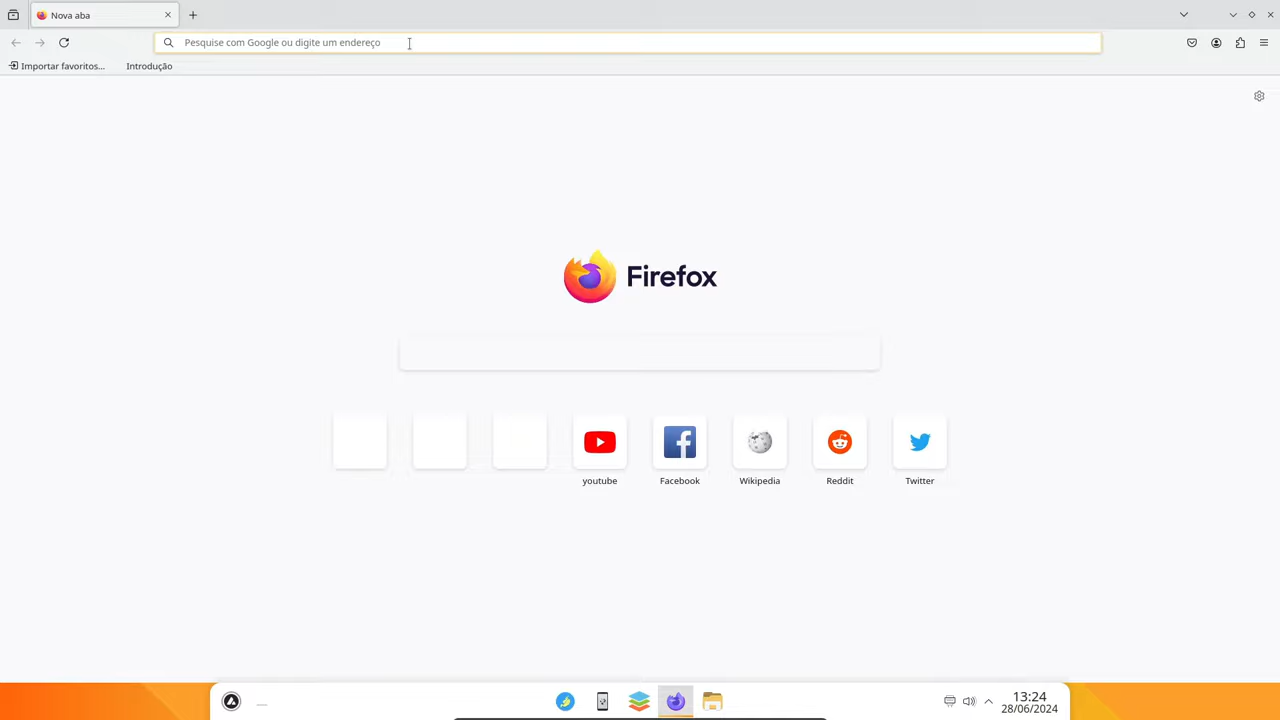 Nova aba
Pesquise com Google ou digite um endereço
Importar favoritos...
Introdução
Firefox
youtube
Facebook
Wikipedia
Reddit
Twitter
13:24
28/06/2024